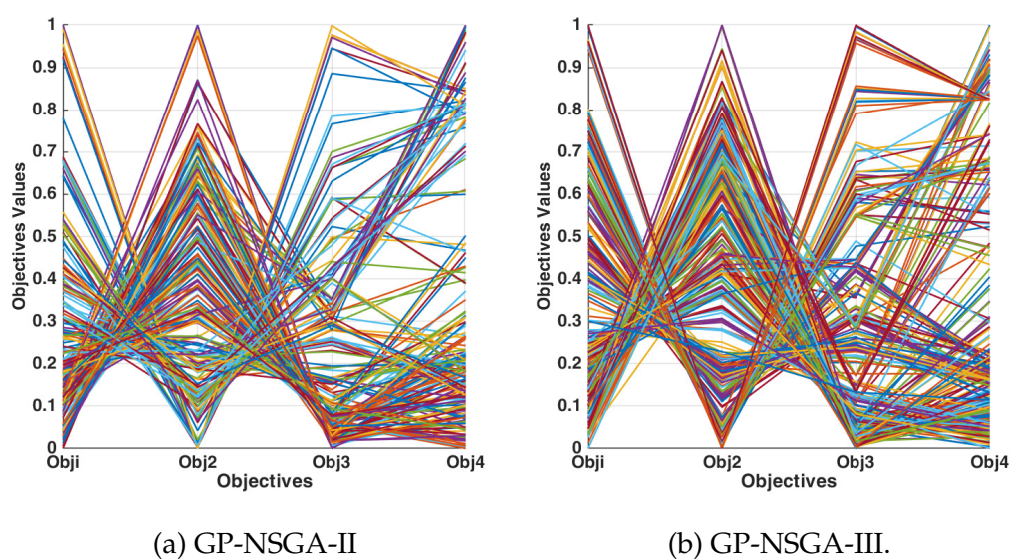 1
0.9
0.8
0.7
0.6
0.5
0.4
0.3
0.2
0.1
0
Objectives Values
Obji Obj2 Obj3 Obj4
Objectives
(a) GP-NSGA-II
1
0.9
0.8
0.7
0.6
0.5
0.4
0.3
0.2
0.1
0
Objectives Values
Obji Obj2 Obj3 Obj4
Objectives
(b) GP-NSGA-III.